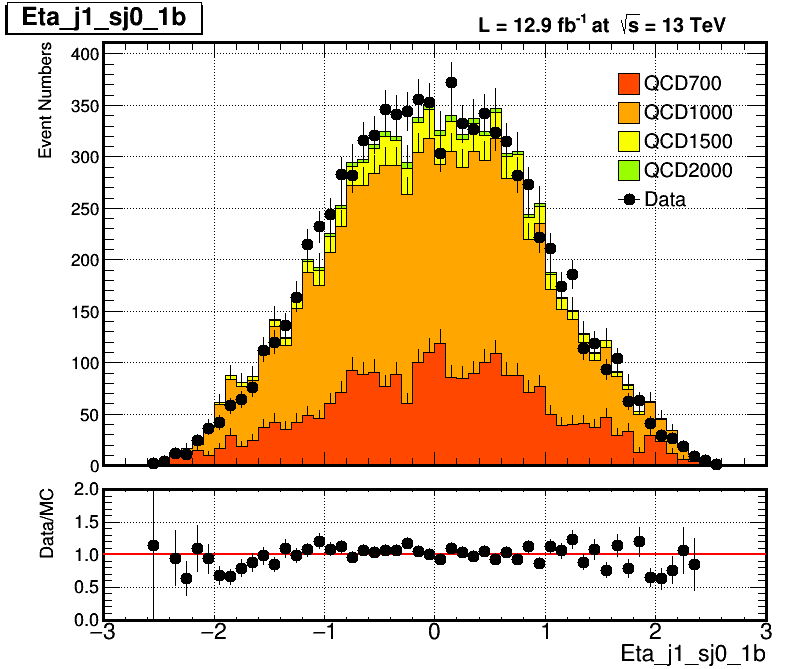 Eta_j1_sj0_1b
L = 12.9 fb⁻¹ at √s = 13 TeV
Event Numbers
400
350
300
250
200
150
100
50
0
QCD700
QCD1000
QCD1500
QCD2000
Data
Data/MC
2.0
1.5
1.0
0.5
0.0
−3 −2 −1 0 1 2 3
Eta_j1_sj0_1b